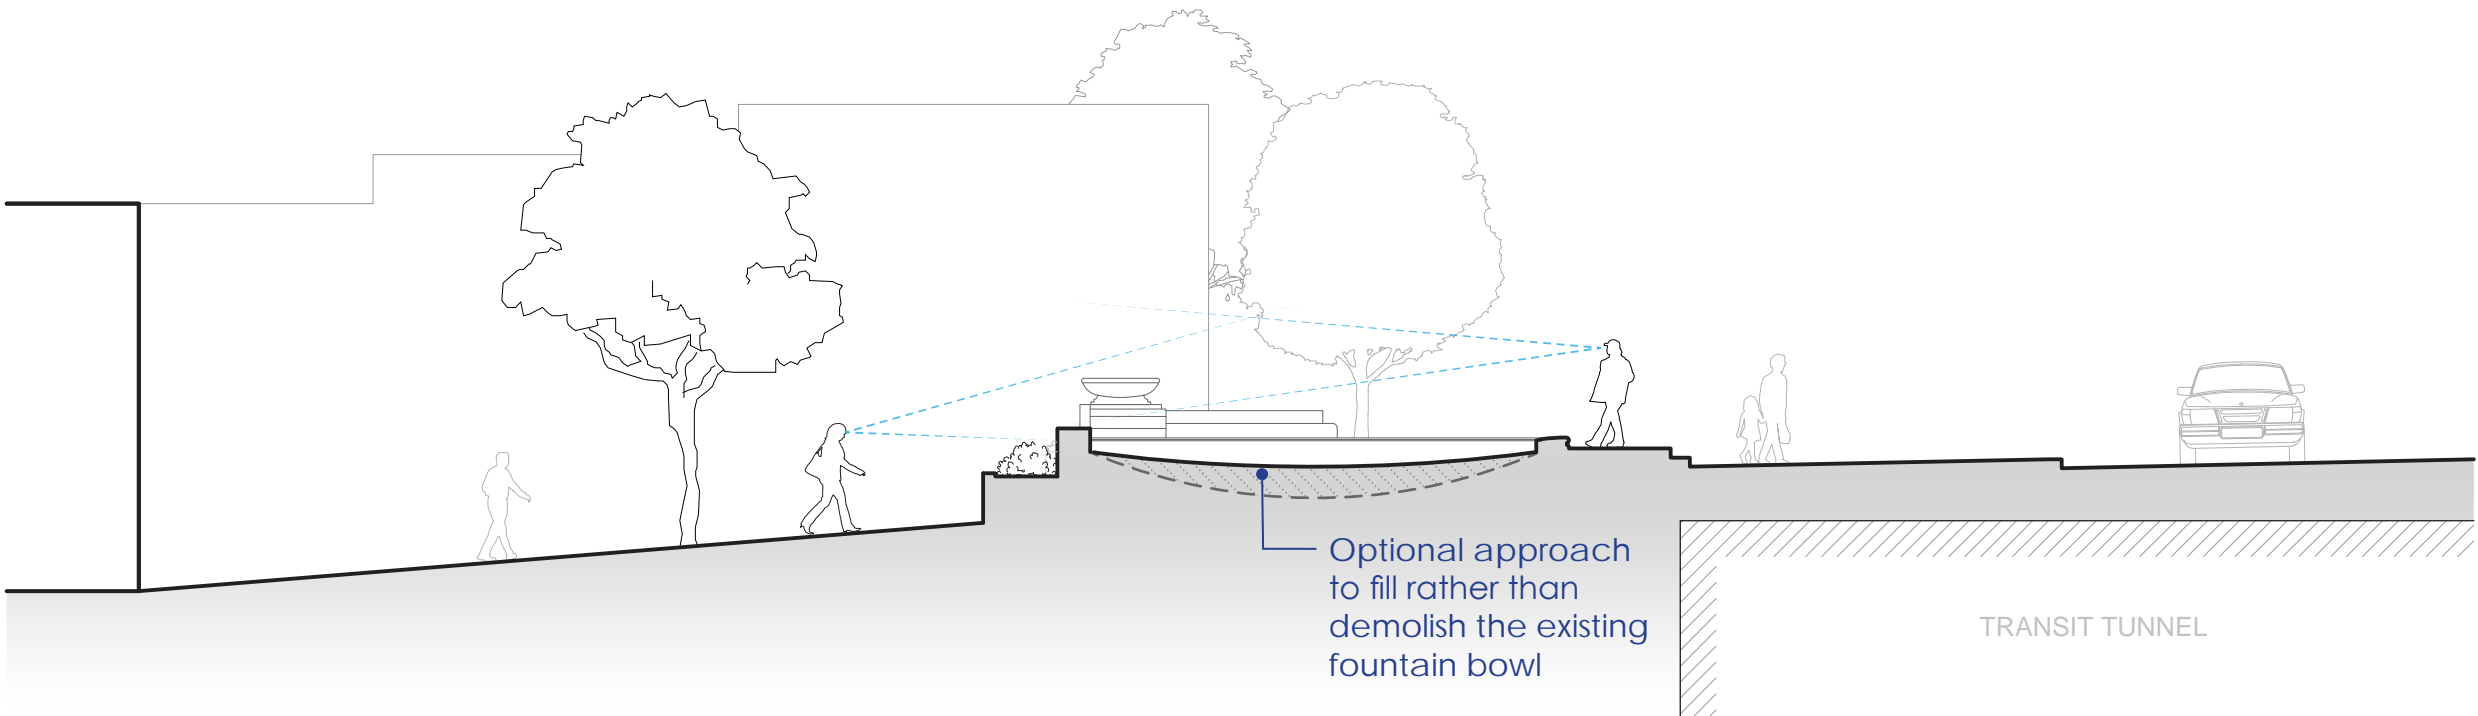 Optional approach
to fill rather than
demolish the existing
fountain bowl
TRANSIT TUNNEL